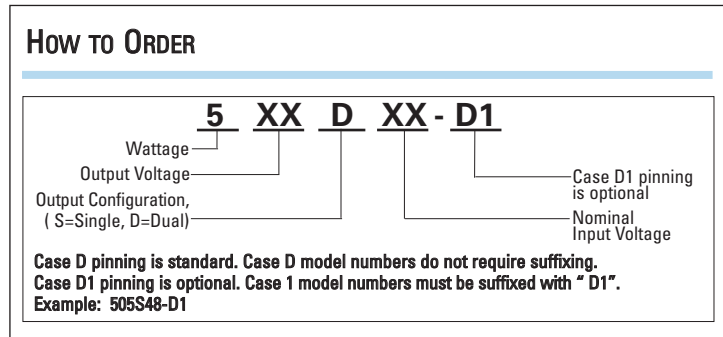 HOW TO ORDER
5 XX D XX - D1
Wattage
Output Voltage
Output Configuration,
( S=Single, D=Dual)
Case D1 pinning
is optional
Nominal
Input Voltage
Case D pinning is standard. Case D model numbers do not require suffixing.
Case D1 pinning is optional. Case 1 model numbers must be suffixed with “ D1”.
Example: 505S48-D1